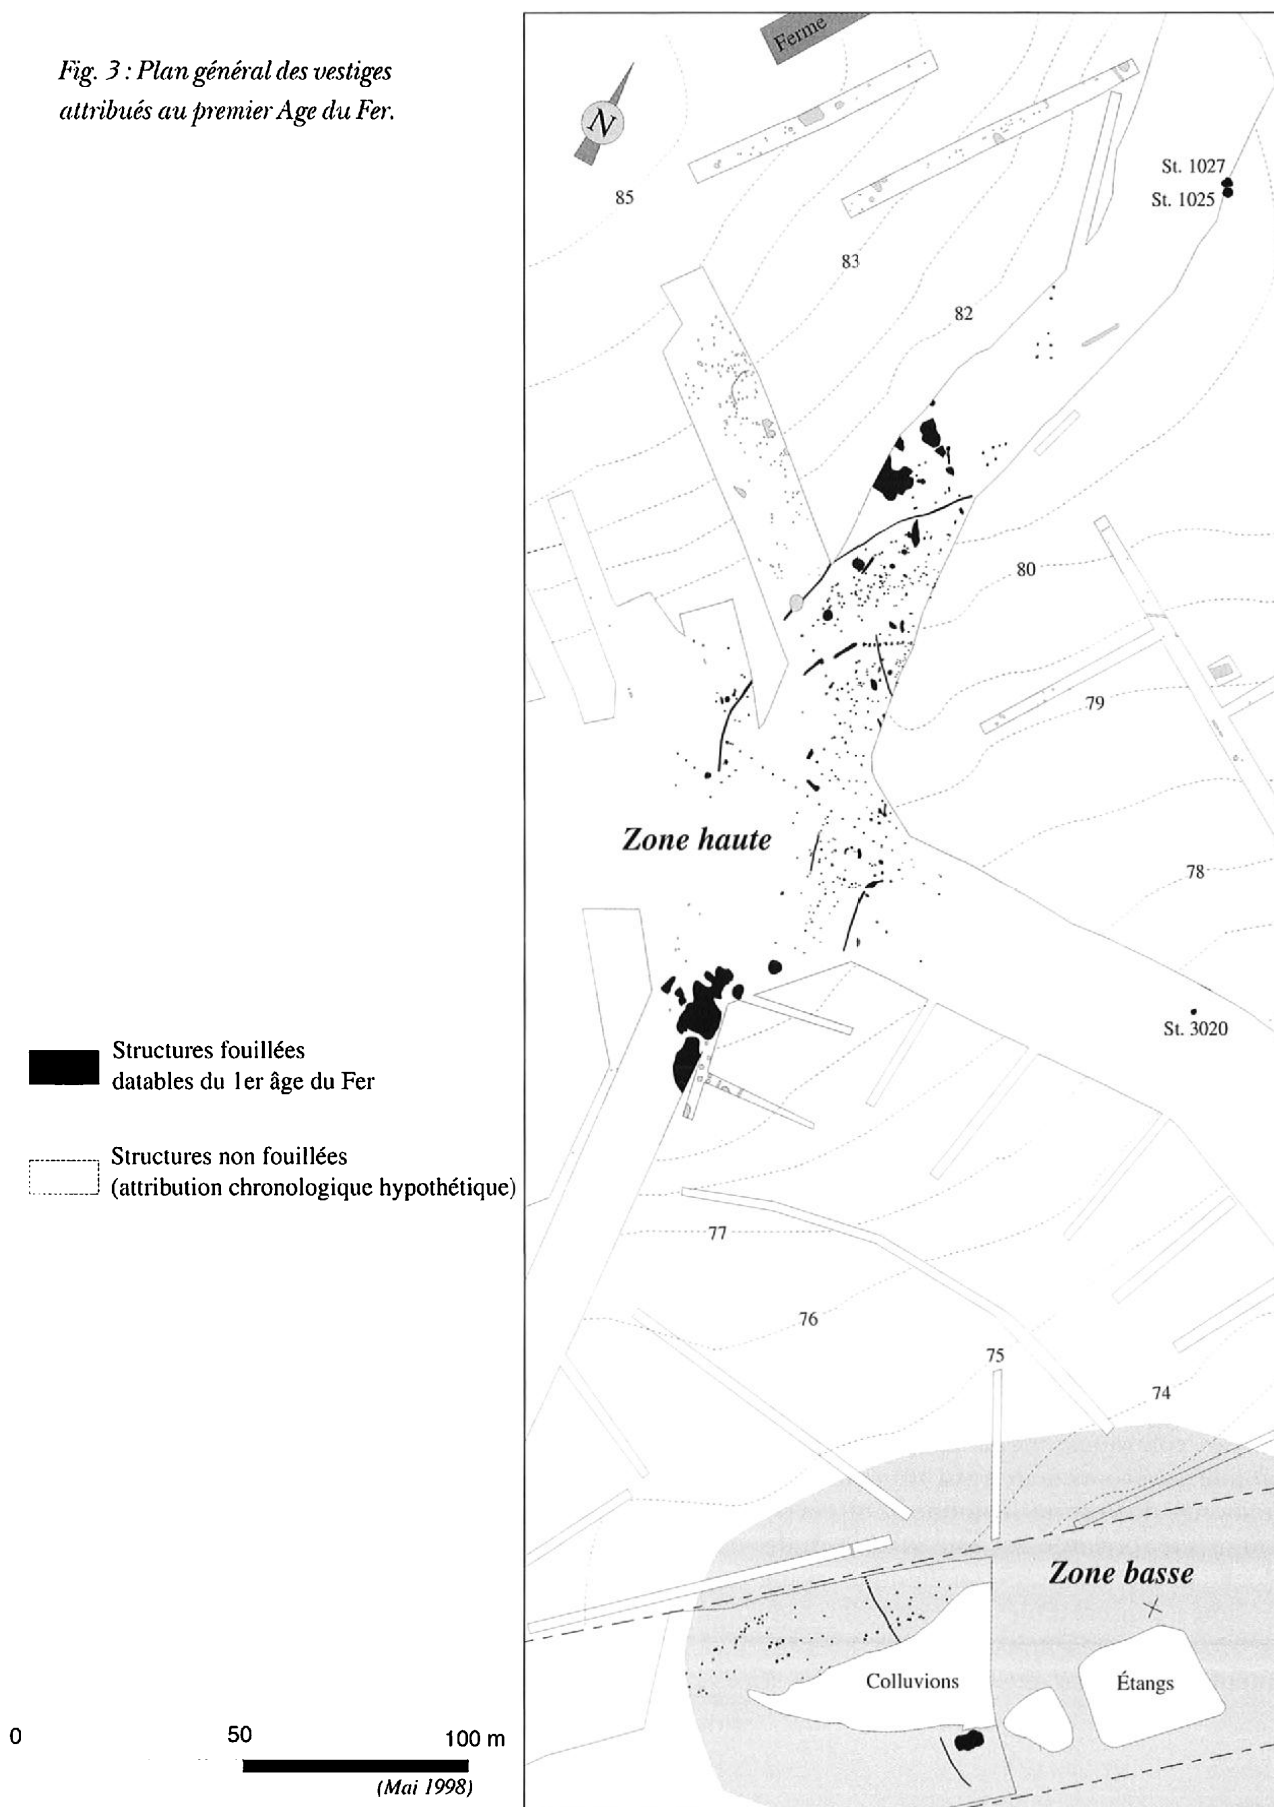 Fig. 3 : Plan général des vestiges
attribués au premier Age du Fer.
Ferme
N
St. 1027
St. 1025
85
83
82
80
79
Zone haute
78
St. 3020
Structures fouillées
datables du 1er âge du Fer
Structures non fouillées
(attribution chronologique hypothétique)
77
76
75
74
Zone basse
Colluvions
Étangs
0 50 100 m
(Mai 1998)